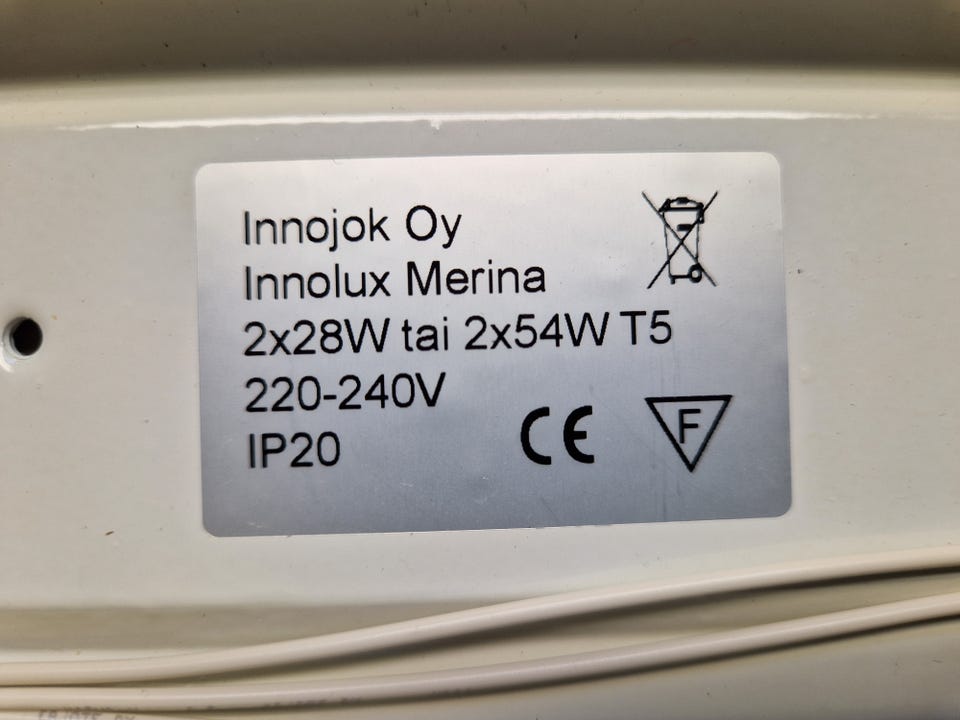 Innojok Oy
Innolux Merina
2x28W tai 2x54W T5
220-240V
IP20
CE
F